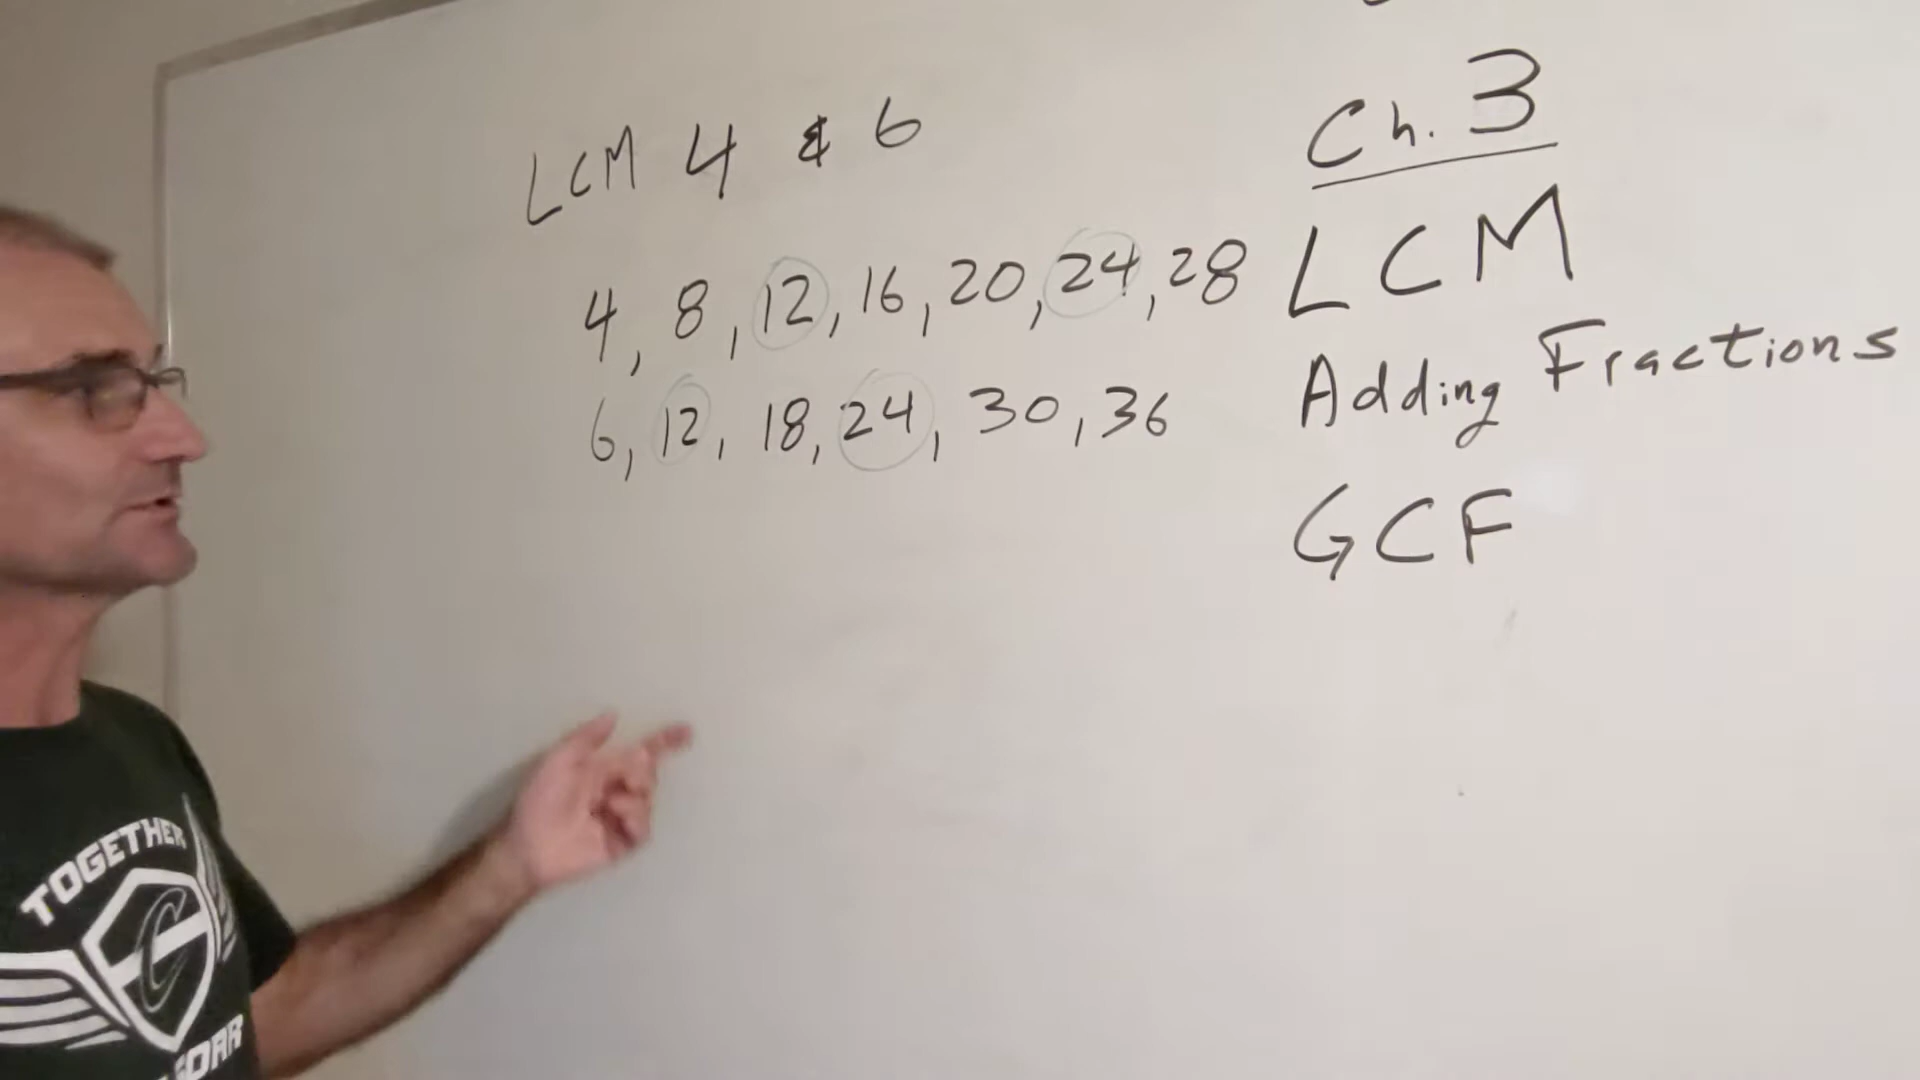 LCM 4 & 6
4, 8, 12, 16, 20, 24, 28
6, 12, 18, 24, 30, 36
Ch. 3
LCM
Adding Fractions
GCF
TOGETHER